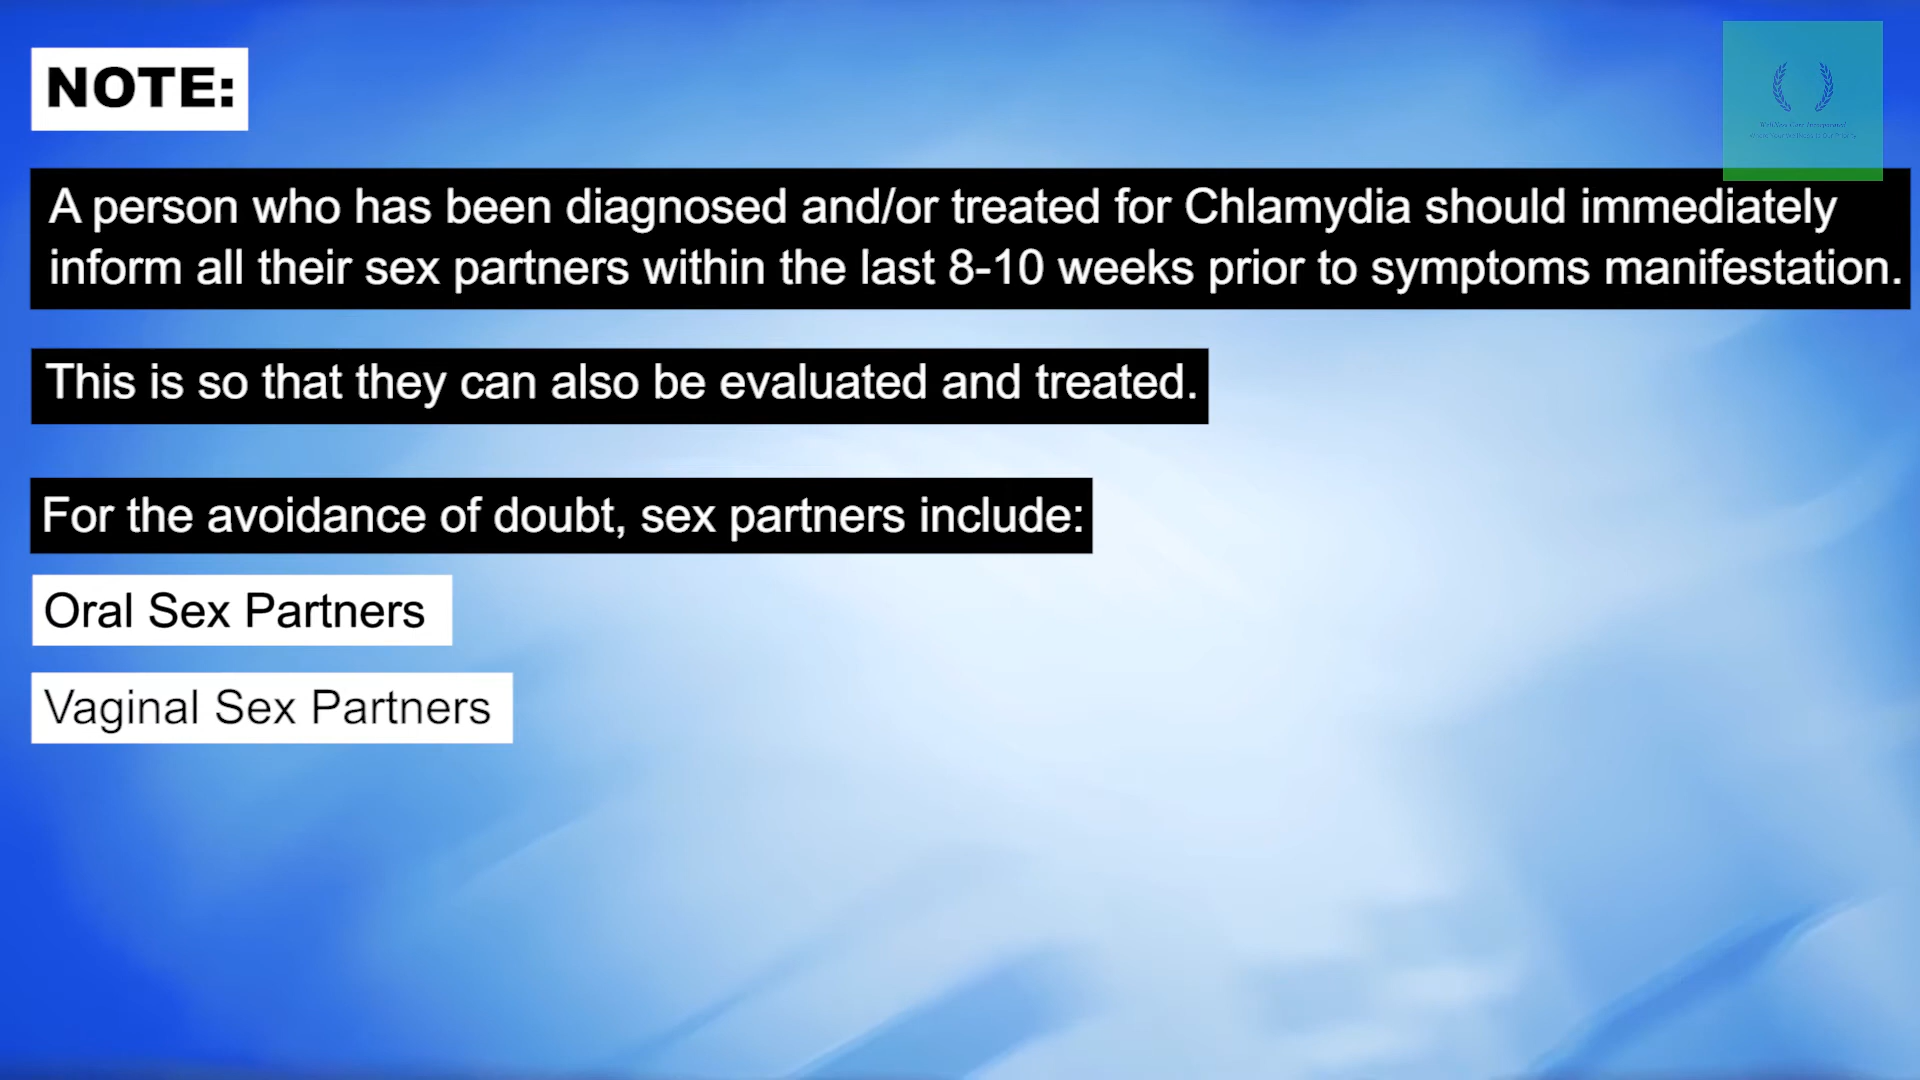 NOTE:
A person who has been diagnosed and/or treated for Chlamydia should immediately
inform all their sex partners within the last 8-10 weeks prior to symptoms manifestation.
This is so that they can also be evaluated and treated.
For the avoidance of doubt, sex partners include:
Oral Sex Partners
Vaginal Sex Partners